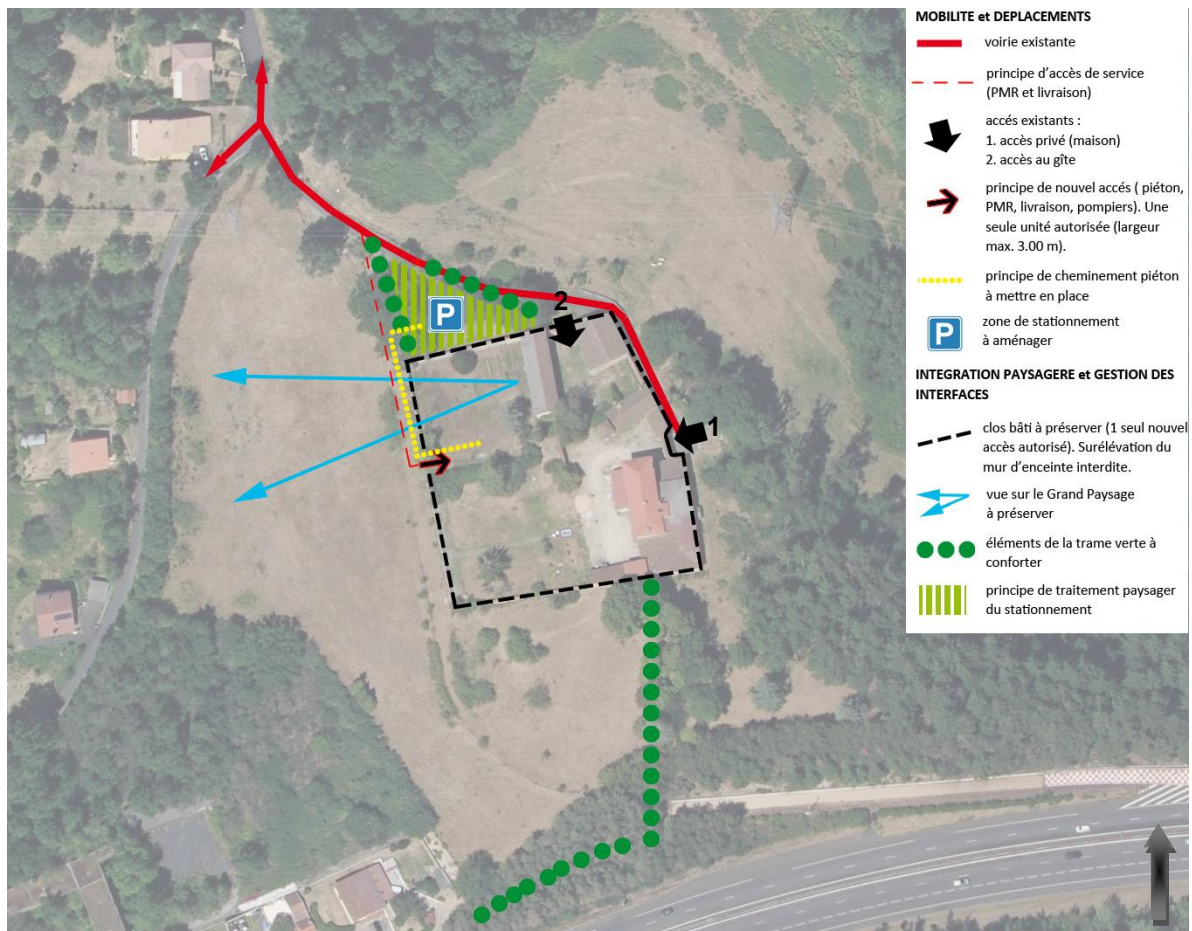 MOBILITE et DEPLACEMENTS
voirie existante
principe d'accès de service
(PMR et livraison)
accés existants :
1. accès privé (maison)
2. accès au gîte
principe de nouvel accés ( piéton,
PMR, livraison, pompiers). Une
seule unité autorisée (largeur
max. 3.00 m).
principe de cheminement piéton
à mettre en place
P
zone de stationnement
à aménager
INTEGRATION PAYSAGERE et GESTION DES
INTERFACES
clos bâti à préserver (1 seul nouvel
accès autorisé). Surélévation du
mur d'enceinte interdite.
vue sur le Grand Paysage
à préserver
éléments de la trame verte à
conforter
principe de traitement paysager
du stationnement
2
P
1